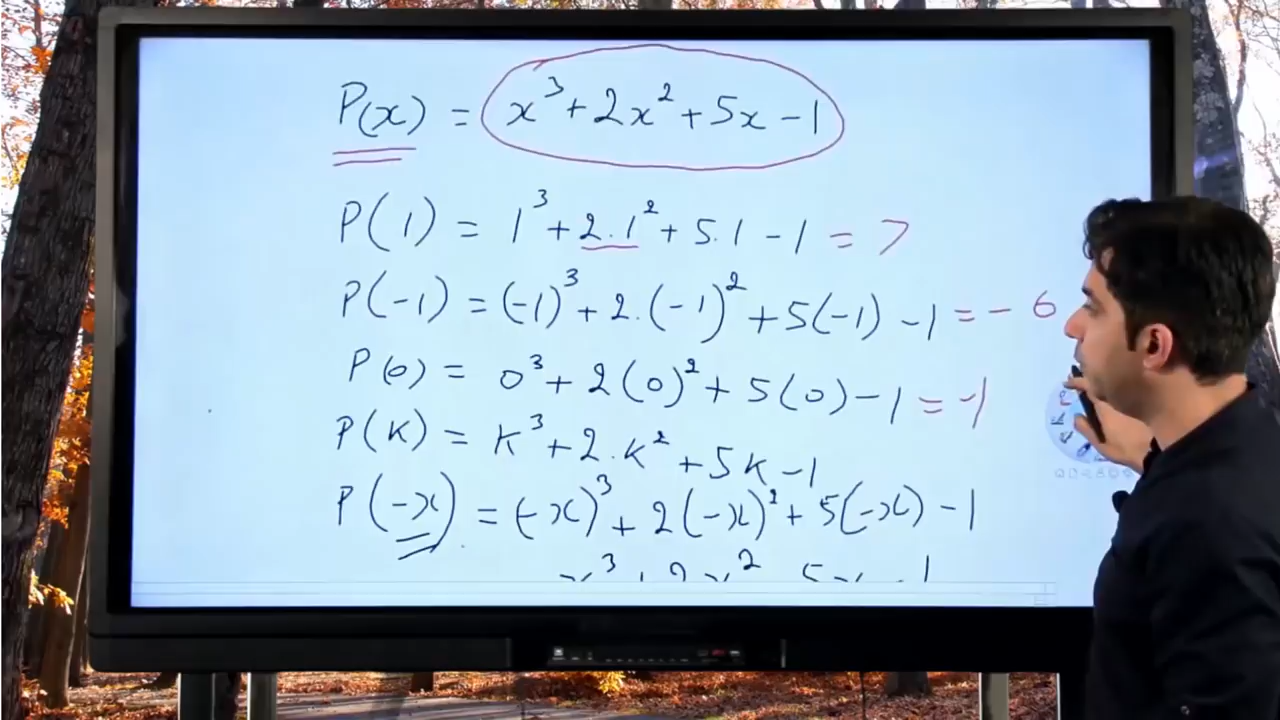 P(x) = x³ + 2x² + 5x - 1
P(1) = 1³ + 2.1² + 5.1 - 1 = 7
P(-1) = (-1)³ + 2.(-1)² + 5(-1) - 1 = - 6
P(0) = 0³ + 2(0)² + 5(0) - 1 = -1
P(K) = K³ + 2.K² + 5K - 1
P(-x) = (-x)³ + 2(-x)² + 5(-x) - 1